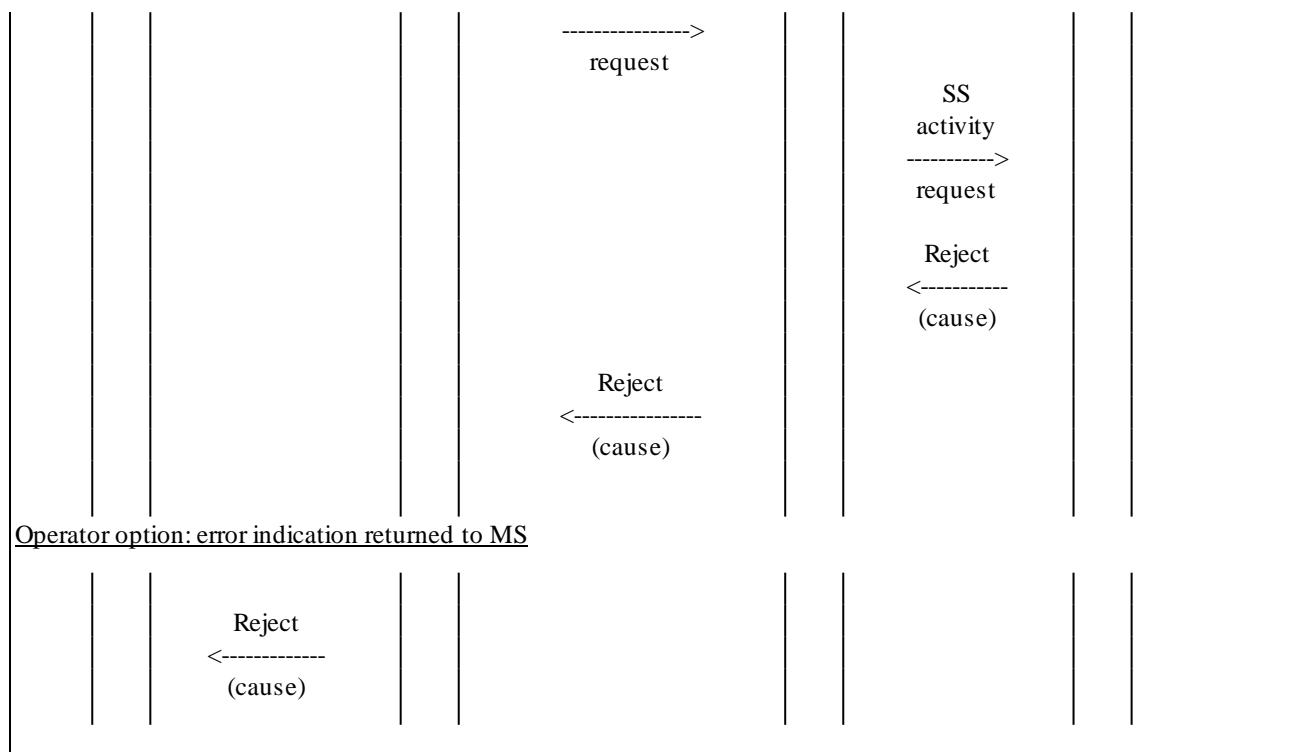 ---------------->
request
SS
activity
----------->
request
Reject
<-----------
(cause)
Reject
<----------------
(cause)
Operator option: error indication returned to MS
Reject
<-------------
(cause)